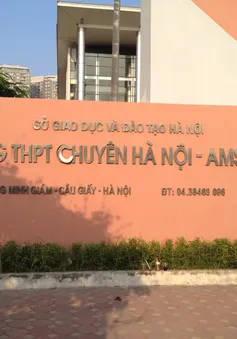 SỞ GIÁO DỤC VÀ ĐÀO TẠO HÀ NỘI
G THPT CHUYÊN HÀ NỘI - AMS
G MINH GIÁM - CẦU GIẤY - HÀ NỘI ĐT: 04.38463 096